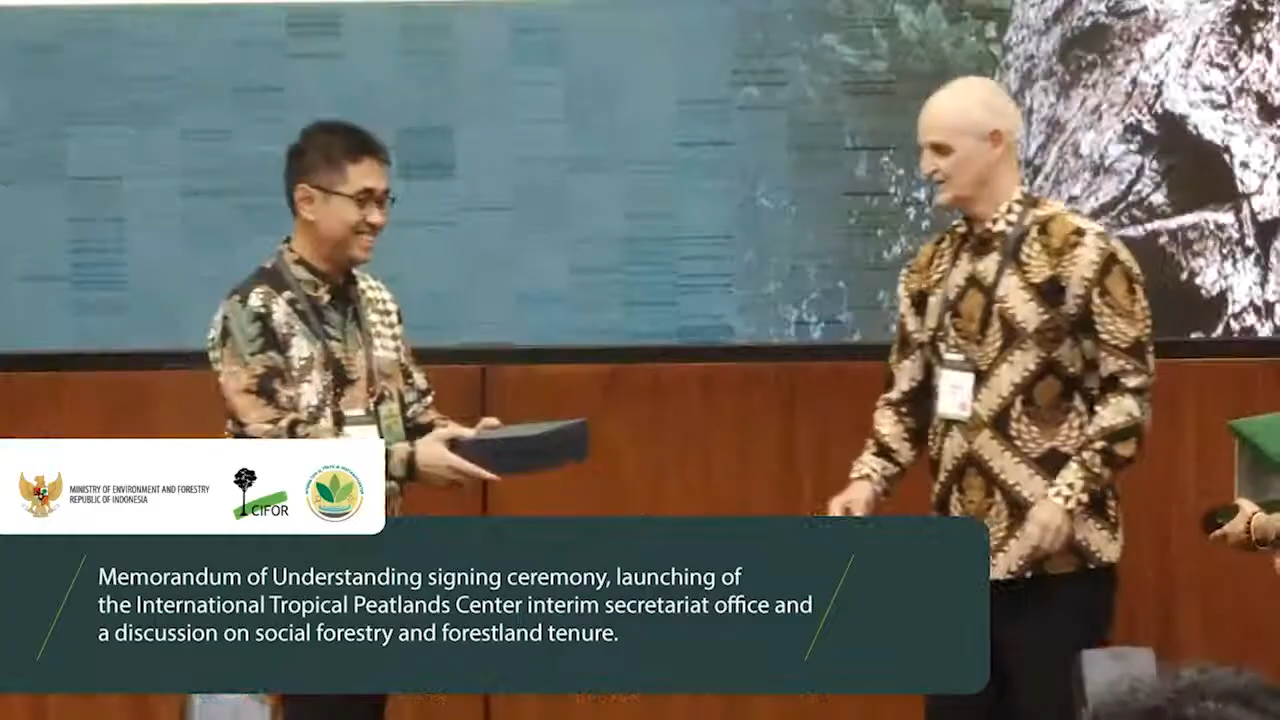 MINISTRY OF ENVIRONMENT AND FORESTRY
REPUBLIC OF INDONESIA
CIFOR
Memorandum of Understanding signing ceremony, launching of
the International Tropical Peatlands Center interim secretariat office and
a discussion on social forestry and forestland tenure.